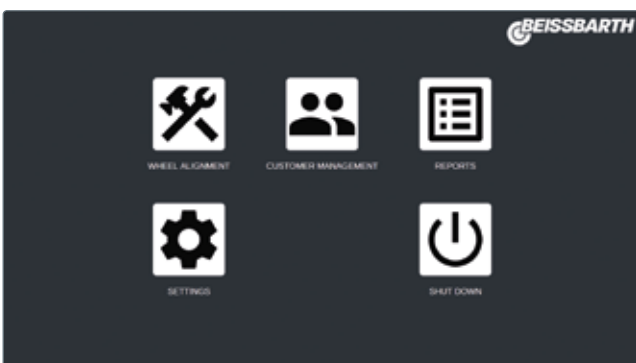 BEISSBARTH
WHEEL ALIGNMENT
CUSTOMER MANAGEMENT
REPORTS
SETTINGS
SHUT DOWN